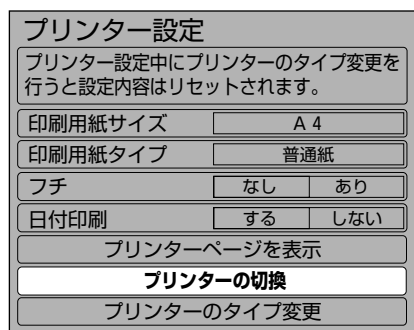 プリンター設定
プリンター設定中にプリンターのタイプ変更を
行うと設定内容はリセットされます。
印刷用紙サイズ A 4
印刷用紙タイプ 普通紙
フチ なし あり
日付印刷 する しない
プリンターページを表示
プリンターの切換
プリンターのタイプ変更